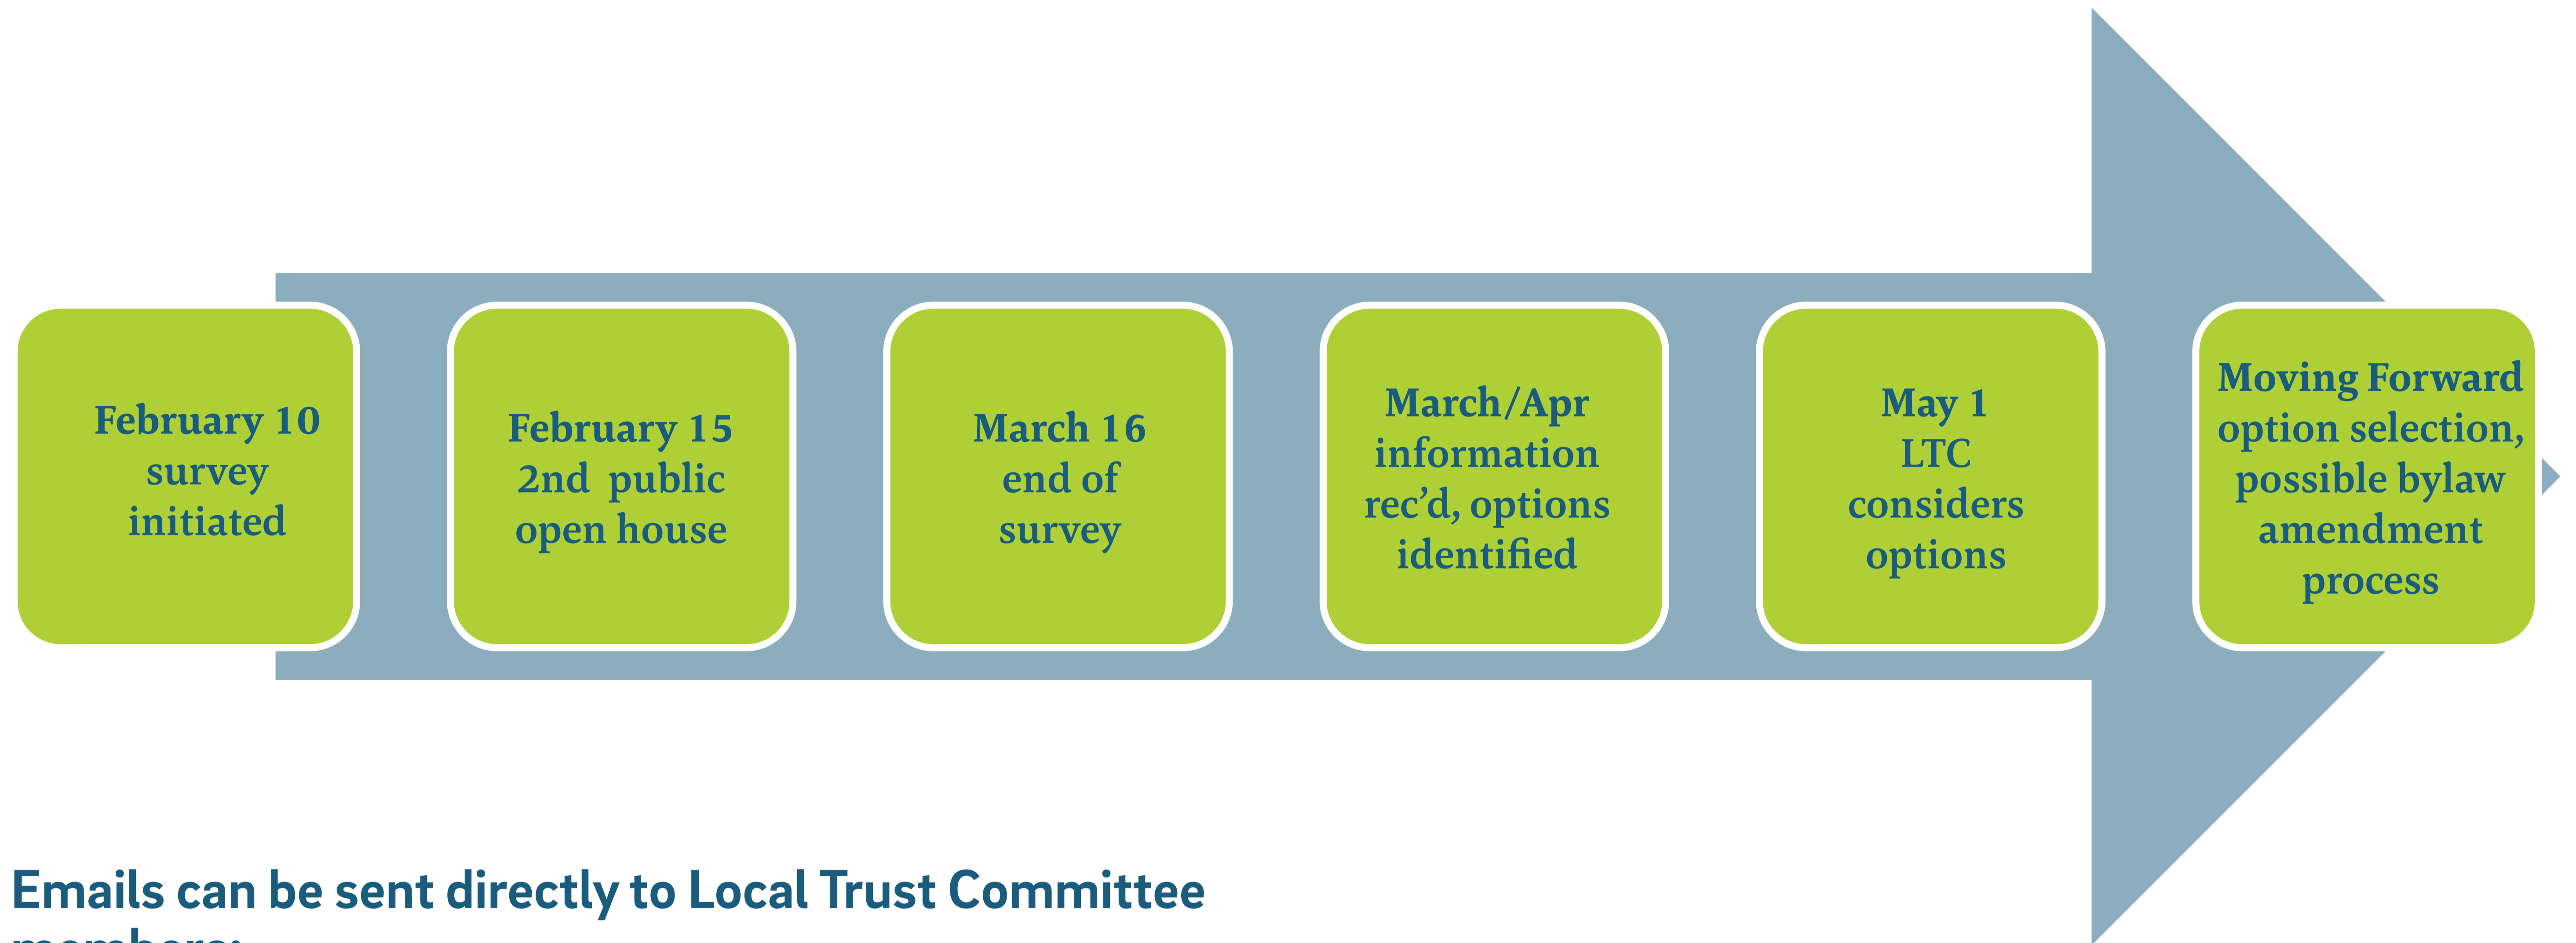 February 10
survey
initiated
February 15
2nd public
open house
March 16
end of
survey
March/Apr
information
rec’d, options
identified
May 1
LTC
considers
options
Moving Forward
option selection,
possible bylaw
amendment
process
Emails can be sent directly to Local Trust Committee
members: